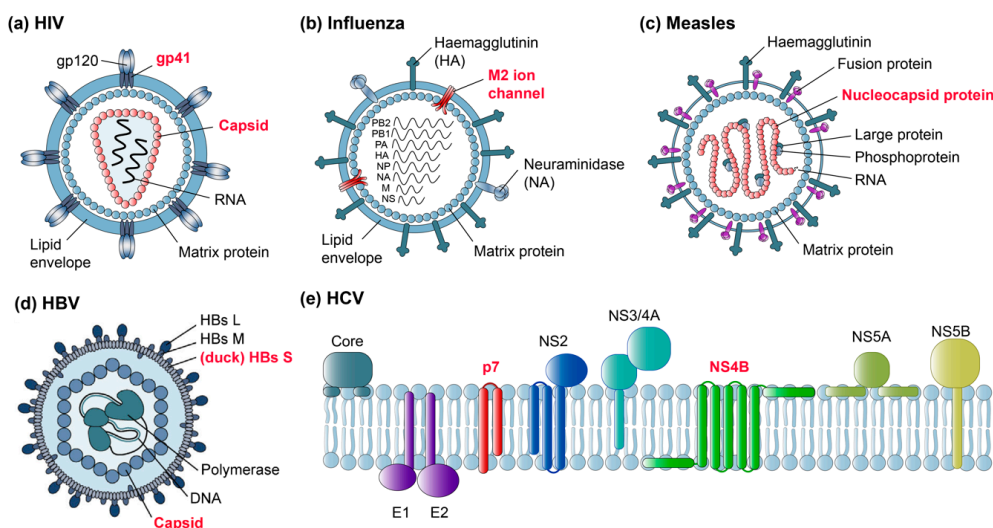 (a) HIV
gp120
gp41
Capsid
RNA
Lipid
envelope
Matrix protein
(b) Influenza
Haemagglutinin
(HA)
M2 ion
channel
PB2
PB1
PA
HA
NP
NA
M
NS
Neuraminidase
(NA)
Lipid
envelope
Matrix protein
(c) Measles
Haemagglutinin
Fusion protein
Nucleocapsid protein
Large protein
Phosphoprotein
RNA
Matrix protein
(d) HBV
HBs L
HBs M
(duck) HBs S
Polymerase
DNA
Capsid
(e) HCV
Core
p7
NS2
NS3/4A
NS4B
NS5A
NS5B
E1
E2